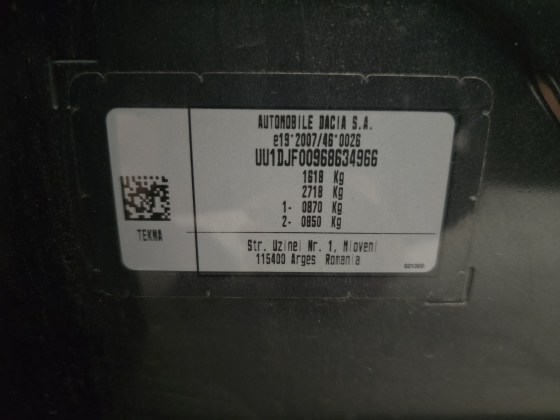 AUTOMOBILE DACIA S.A.
e19*2007/46*0026
UU1DJF00968634966
1618 Kg
2718 Kg
1- 0870 Kg
2- 0850 Kg
TEKNA
Str. Uzinei Nr. 1, Mioveni
115400 Arges Romania